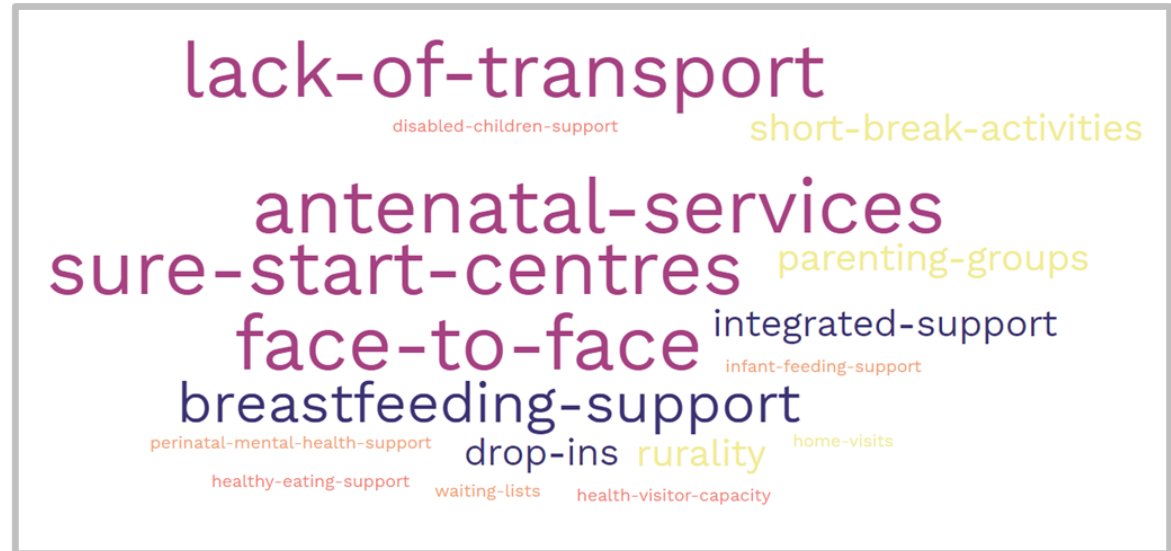 lack-of-transport
disabled-children-support
short-break-activities
antenatal-services
sure-start-centres
parenting-groups
face-to-face
integrated-support
infant-feeding-support
breastfeeding-support
perinatal-mental-health-support
drop-ins
rurality
home-visits
healthy-eating-support
waiting-lists
health-visitor-capacity